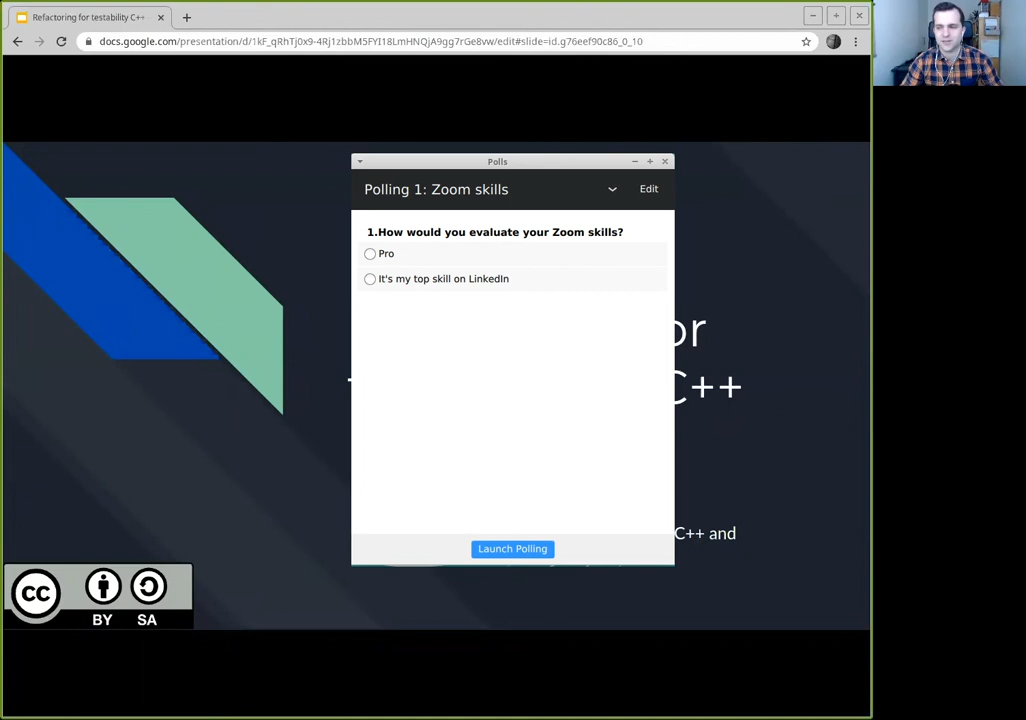 Refactoring for testability C++
docs.google.com/presentation/d/1kF_qRhTj0x9-4Rj1zbbM5FYI18LmHNQjA9gg7rGe8vw/edit#slide=id.g76eef90c86_0_10
Polls
Polling 1: Zoom skills
Edit
1.How would you evaluate your Zoom skills?
Pro
It's my top skill on LinkedIn
or
C++
C++ and
Launch Polling
CC
BY SA